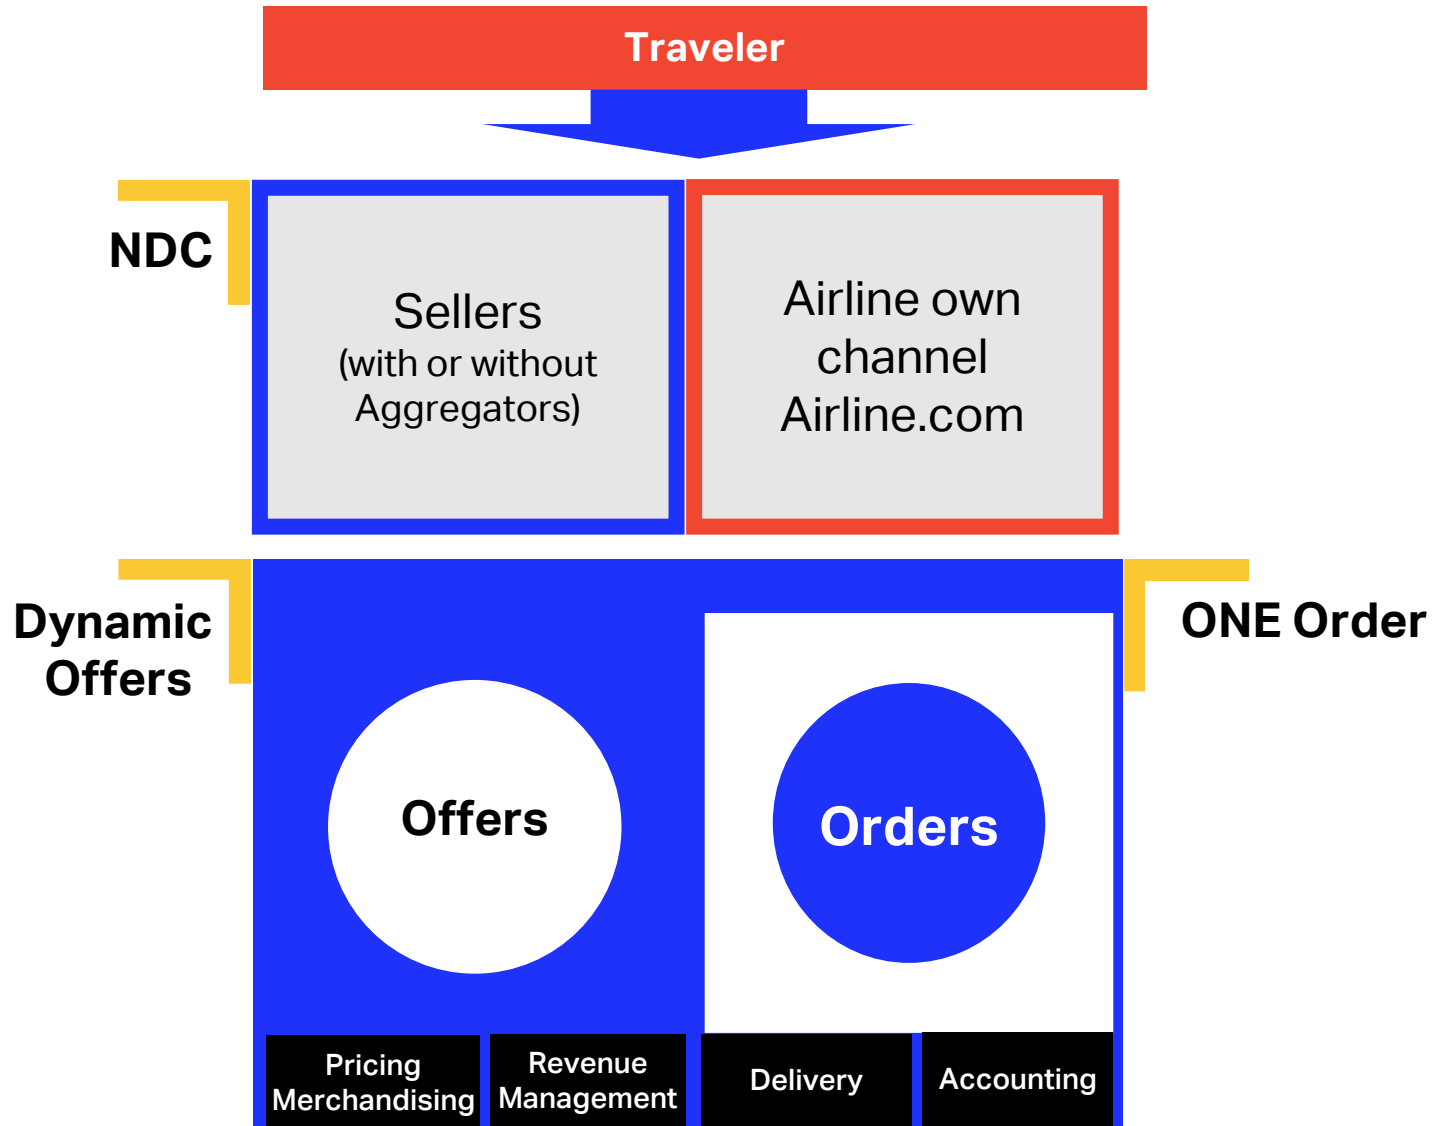 Traveler
NDC
Sellers
(with or without
Aggregators)
Airline own
channel
Airline.com
Dynamic
Offers
ONE Order
Offers
Orders
Pricing
Merchandising
Revenue
Management
Delivery
Accounting